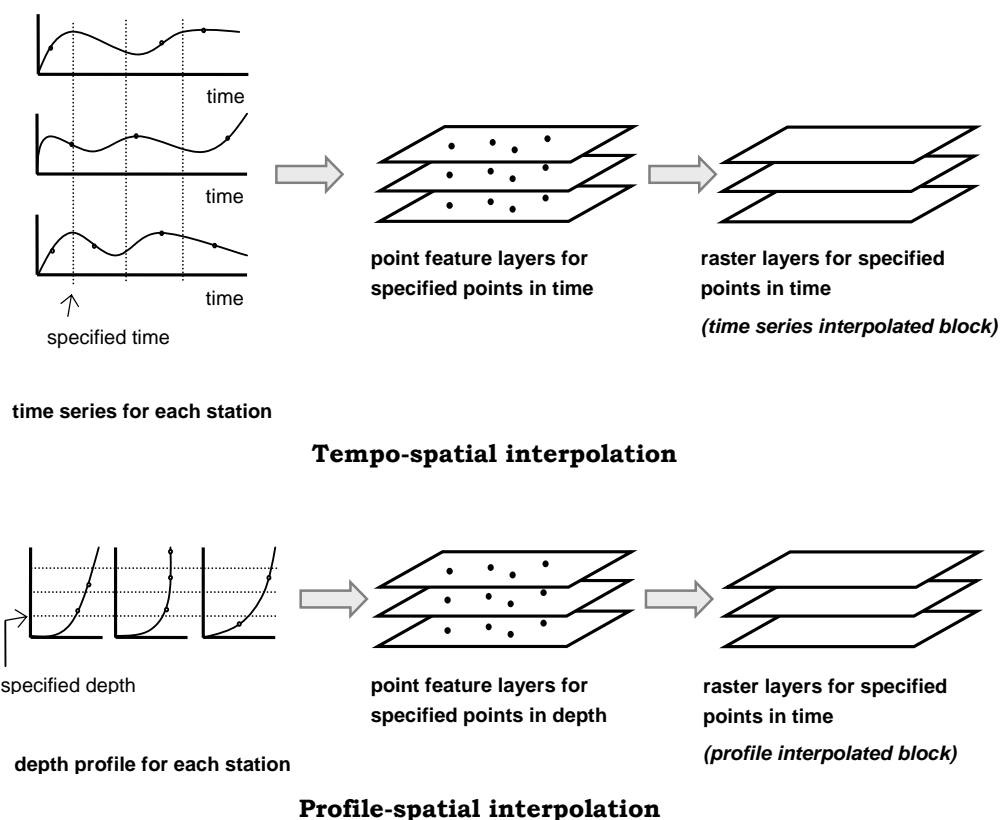 time
time
time
specified time
time series for each station
point feature layers for
specified points in time
raster layers for specified
points in time
(time series interpolated block)
Tempo-spatial interpolation
specified depth
depth profile for each station
point feature layers for
specified points in depth
raster layers for specified
points in time
(profile interpolated block)
Profile-spatial interpolation